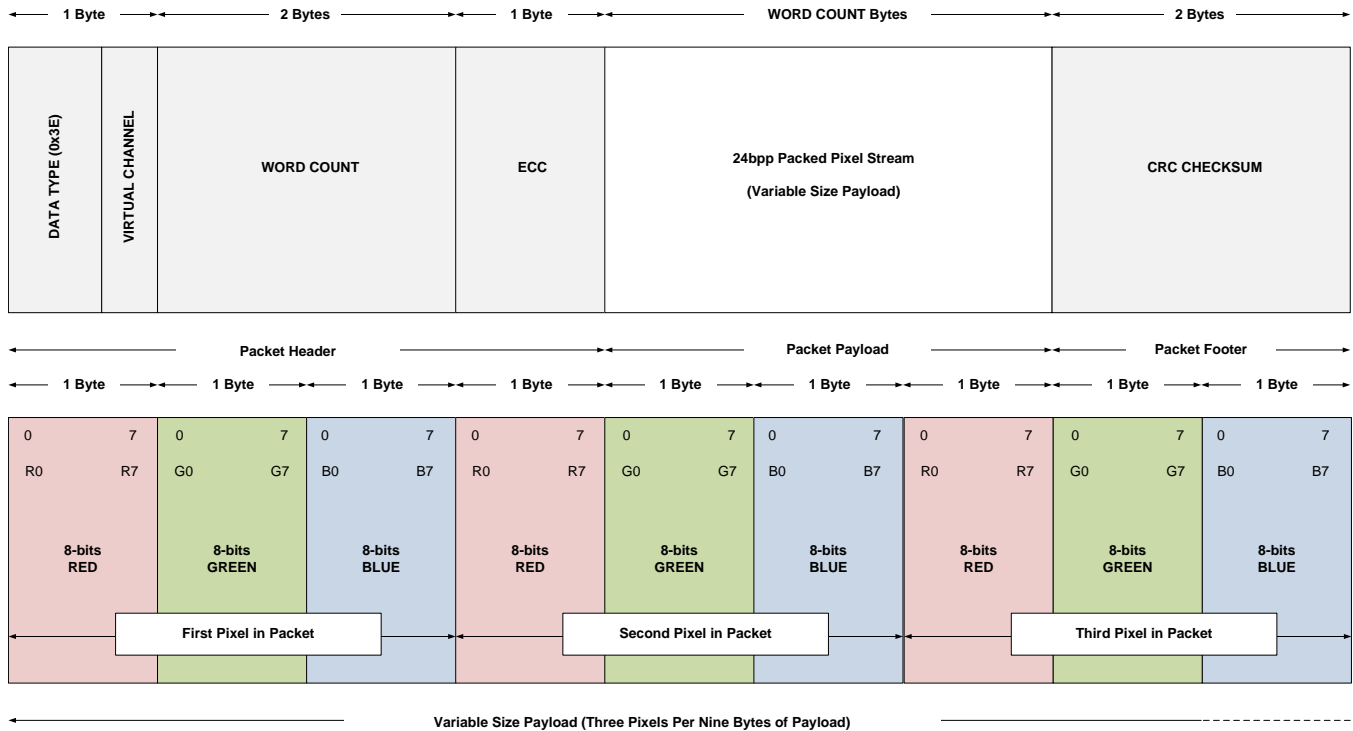 1 Byte 2 Bytes 1 Byte WORD COUNT Bytes 2 Bytes
DATA TYPE (0x3E)
VIRTUAL CHANNEL
WORD COUNT
ECC
24bpp Packed Pixel Stream
(Variable Size Payload)
CRC CHECKSUM
Packet Header Packet Payload Packet Footer
1 Byte 1 Byte 1 Byte 1 Byte 1 Byte 1 Byte 1 Byte 1 Byte 1 Byte
0 7 0 7 0 7 0 7 0 7 0 7 0 7 0 7 0 7
R0 R7 G0 G7 B0 B7 R0 R7 G0 G7 B0 B7 R0 R7 G0 G7 B0 B7
8-bits 8-bits 8-bits 8-bits 8-bits 8-bits 8-bits 8-bits 8-bits
RED GREEN BLUE RED GREEN BLUE RED GREEN BLUE
First Pixel in Packet Second Pixel in Packet Third Pixel in Packet
Variable Size Payload (Three Pixels Per Nine Bytes of Payload)